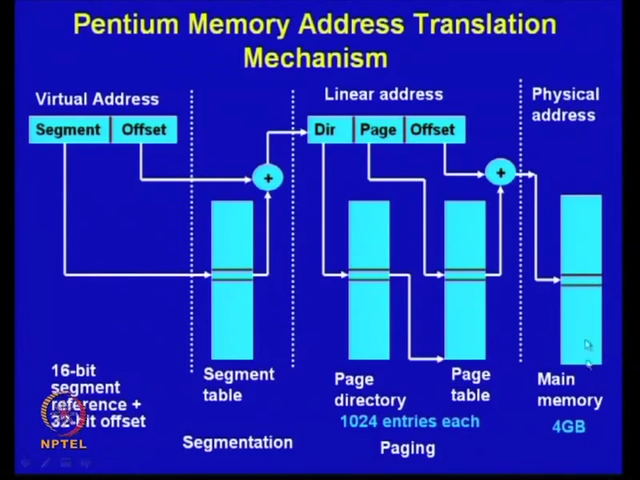 Pentium Memory Address Translation
Mechanism
Virtual Address
Linear address
Physical
address
Segment
Offset
Dir
Page
Offset
+
+
16-bit
segment
reference +
32-bit offset
Segment
table
Page
directory
Page
table
1024 entries each
Main
memory
4GB
Segmentation
Paging
NPTEL